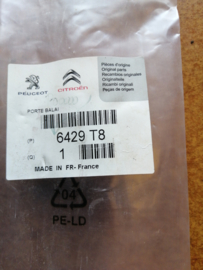 PEUGEOT
CITROËN
Pièces d'origine
Original parts
Recambios originales
Originalteile
Ricambi originali
Peças de origem
PORTE BALAI
(P) 6429 T8
(Q) 1
MADE IN FR- France
04
PE-LD